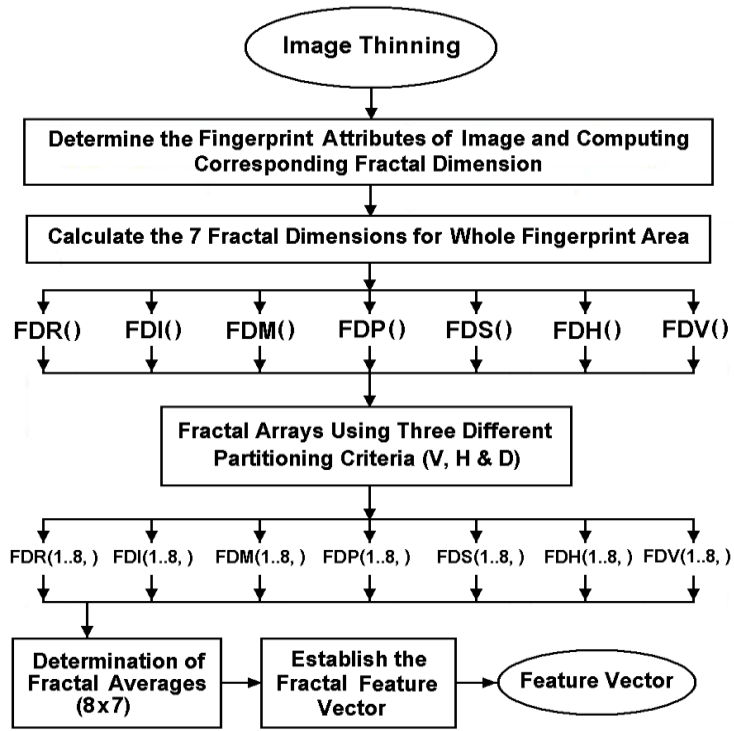 Image Thinning
Determine the Fingerprint Attributes of Image and Computing
Corresponding Fractal Dimension
Calculate the 7 Fractal Dimensions for Whole Fingerprint Area
FDR() FDI() FDM() FDP() FDS() FDH() FDV()
Fractal Arrays Using Three Different
Partitioning Criteria (V, H & D)
FDR(1..8, ) FDI(1..8, ) FDM(1..8, ) FDP(1..8, ) FDS(1..8, ) FDH(1..8, ) FDV(1..8, )
Determination of
Fractal Averages
(8x7)
Establish the
Fractal Feature
Vector
Feature Vector